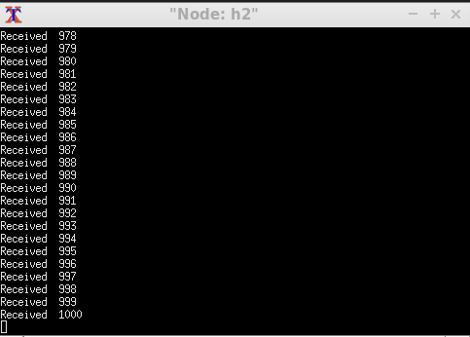 "Node: h2"
Received 978
Received 979
Received 980
Received 981
Received 982
Received 983
Received 984
Received 985
Received 986
Received 987
Received 988
Received 989
Received 990
Received 991
Received 992
Received 993
Received 994
Received 995
Received 996
Received 997
Received 998
Received 999
Received 1000